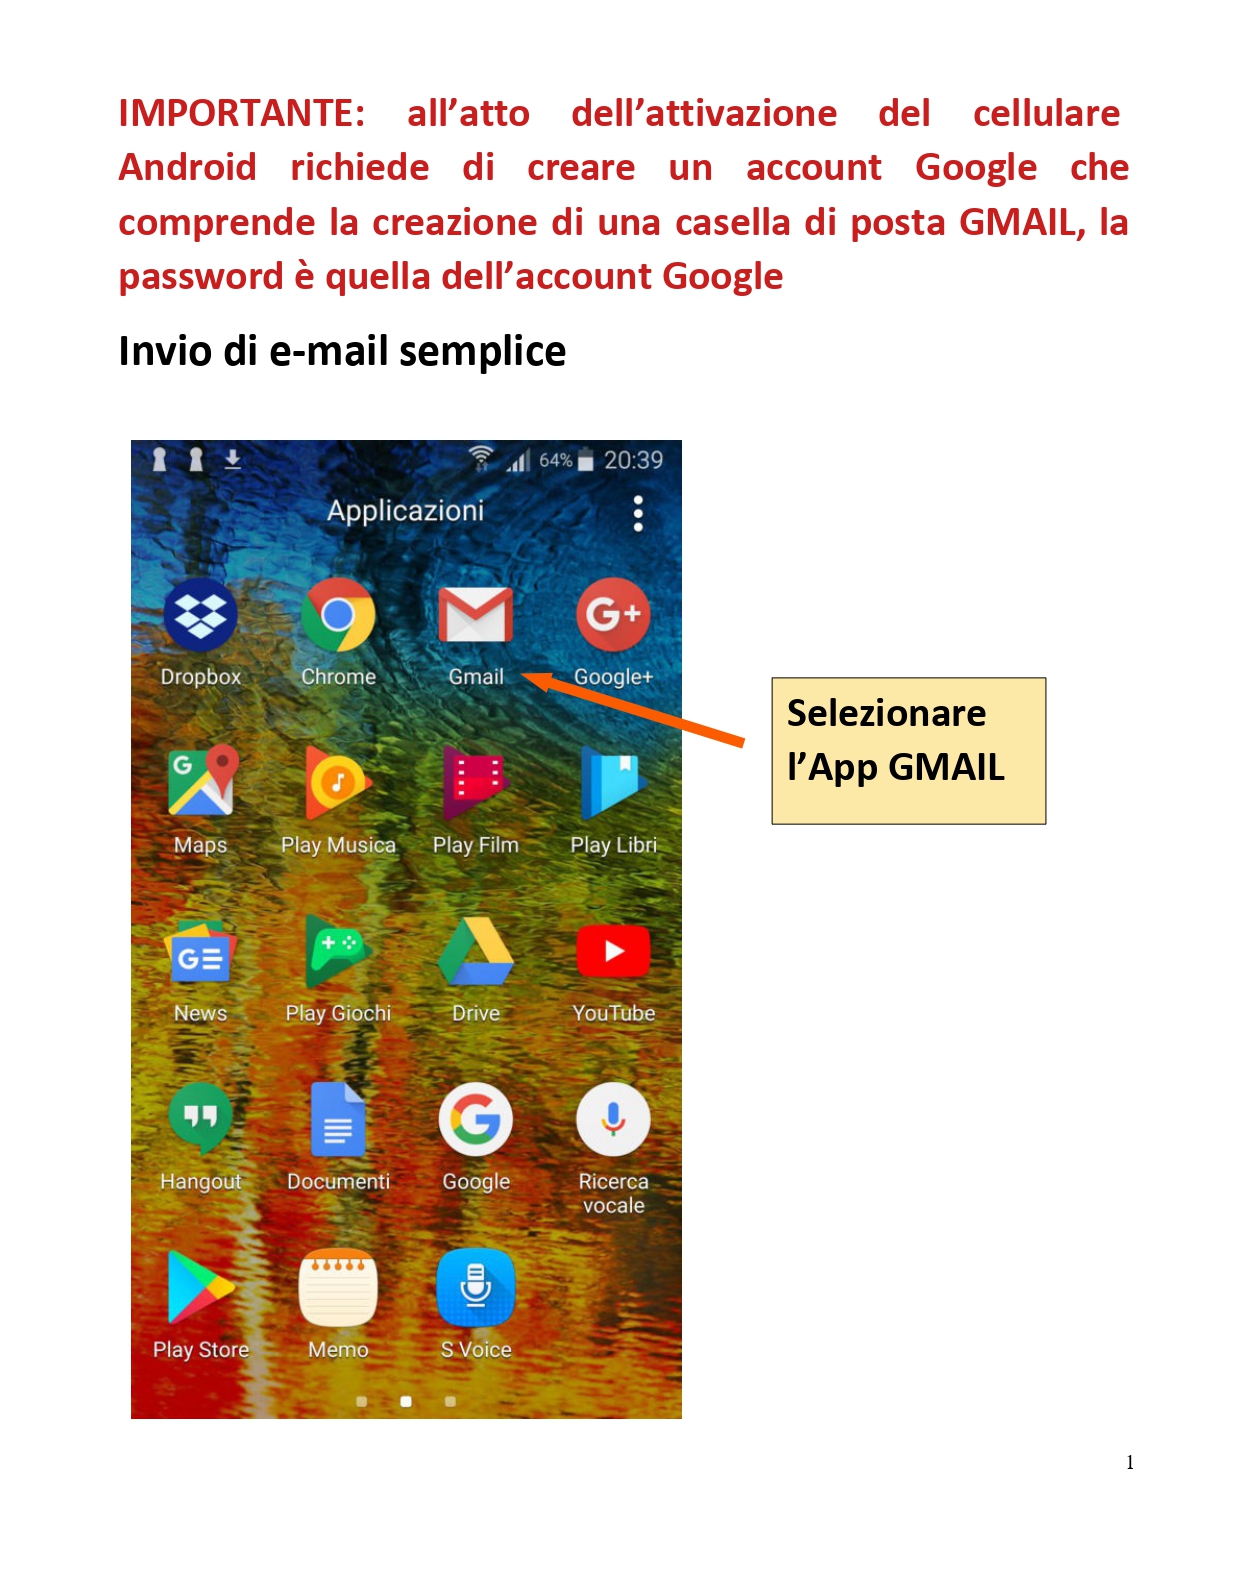 IMPORTANTE: all’atto dell’attivazione del cellulare
Android richiede di creare un account Google che
comprende la creazione di una casella di posta GMAIL, la
password è quella dell’account Google
Invio di e-mail semplice
64% 20:39
Applicazioni
G+
Dropbox Chrome Gmail Google+
Selezionare
l’App GMAIL
G
Maps Play Musica Play Film Play Libri
G
News Play Giochi Drive YouTube
G
Hangout Documenti Google Ricerca
vocale
Play Store Memo S Voice
1